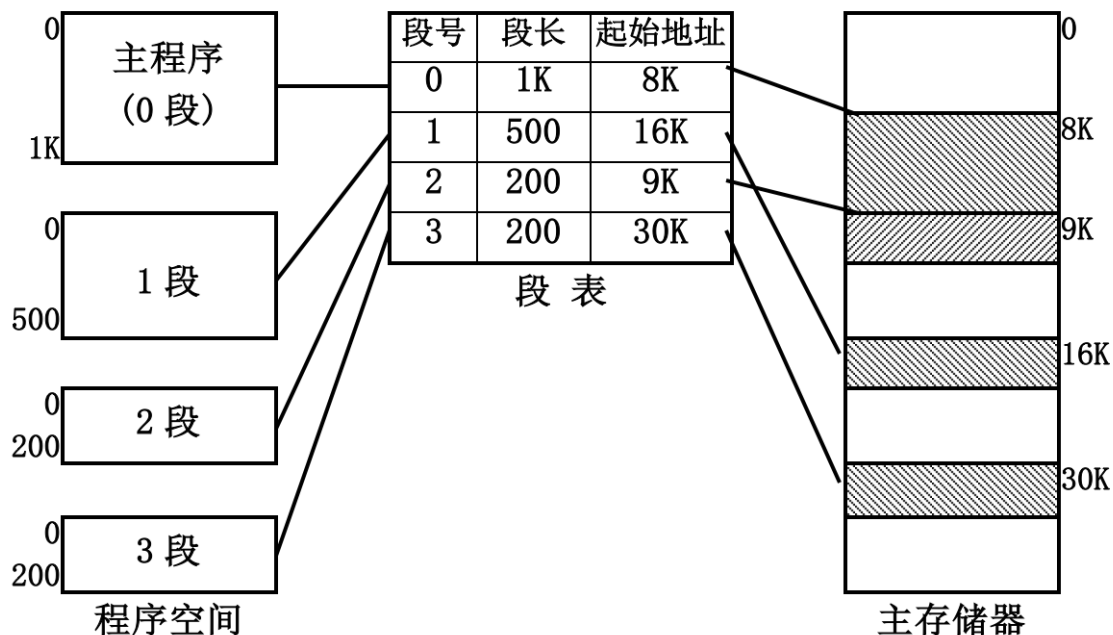 0
主程序
(0 段)
1K
0
1 段
500
0
2 段
200
0
3 段
200
程序空间
段号 段长 起始地址
0 1K 8K
1 500 16K
2 200 9K
3 200 30K
段 表
0
8K
9K
16K
30K
主存储器